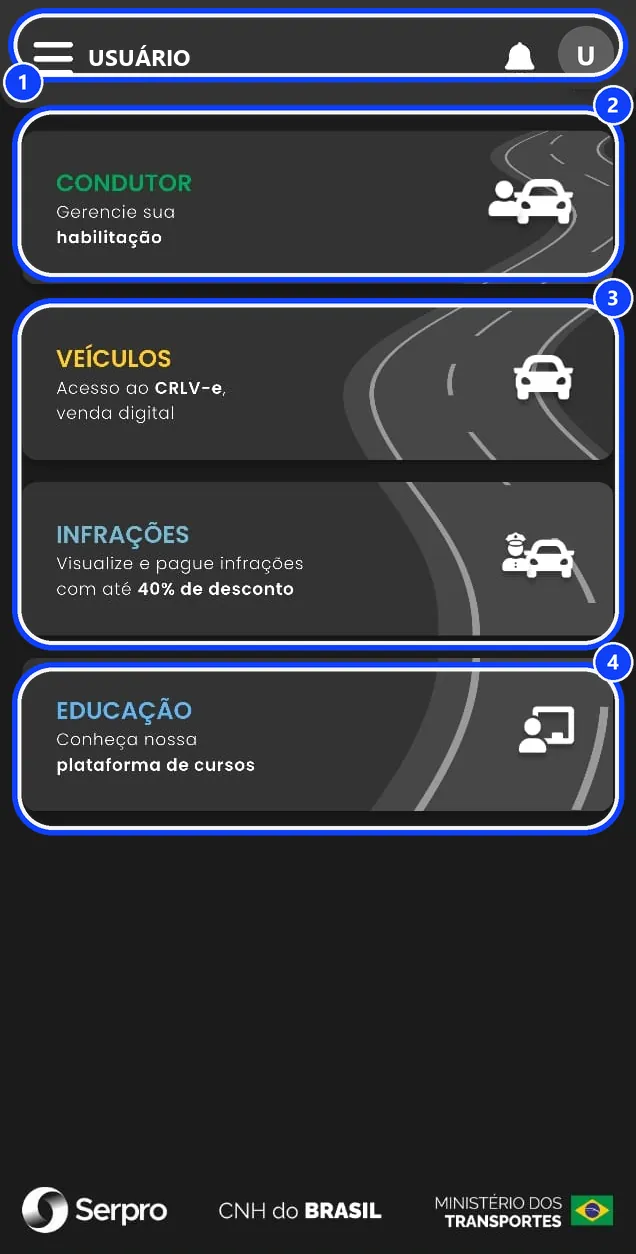 USUÁRIO
U
1
2
CONDUTOR
Gerencie sua
habilitação
3
VEÍCULOS
Acesso ao CRLV-e,
venda digital
INFRAÇÕES
Visualize e pague infrações
com até 40% de desconto
4
EDUCAÇÃO
Conheça nossa
plataforma de cursos
Serpro
CNH do BRASIL
MINISTÉRIO DOS
TRANSPORTES